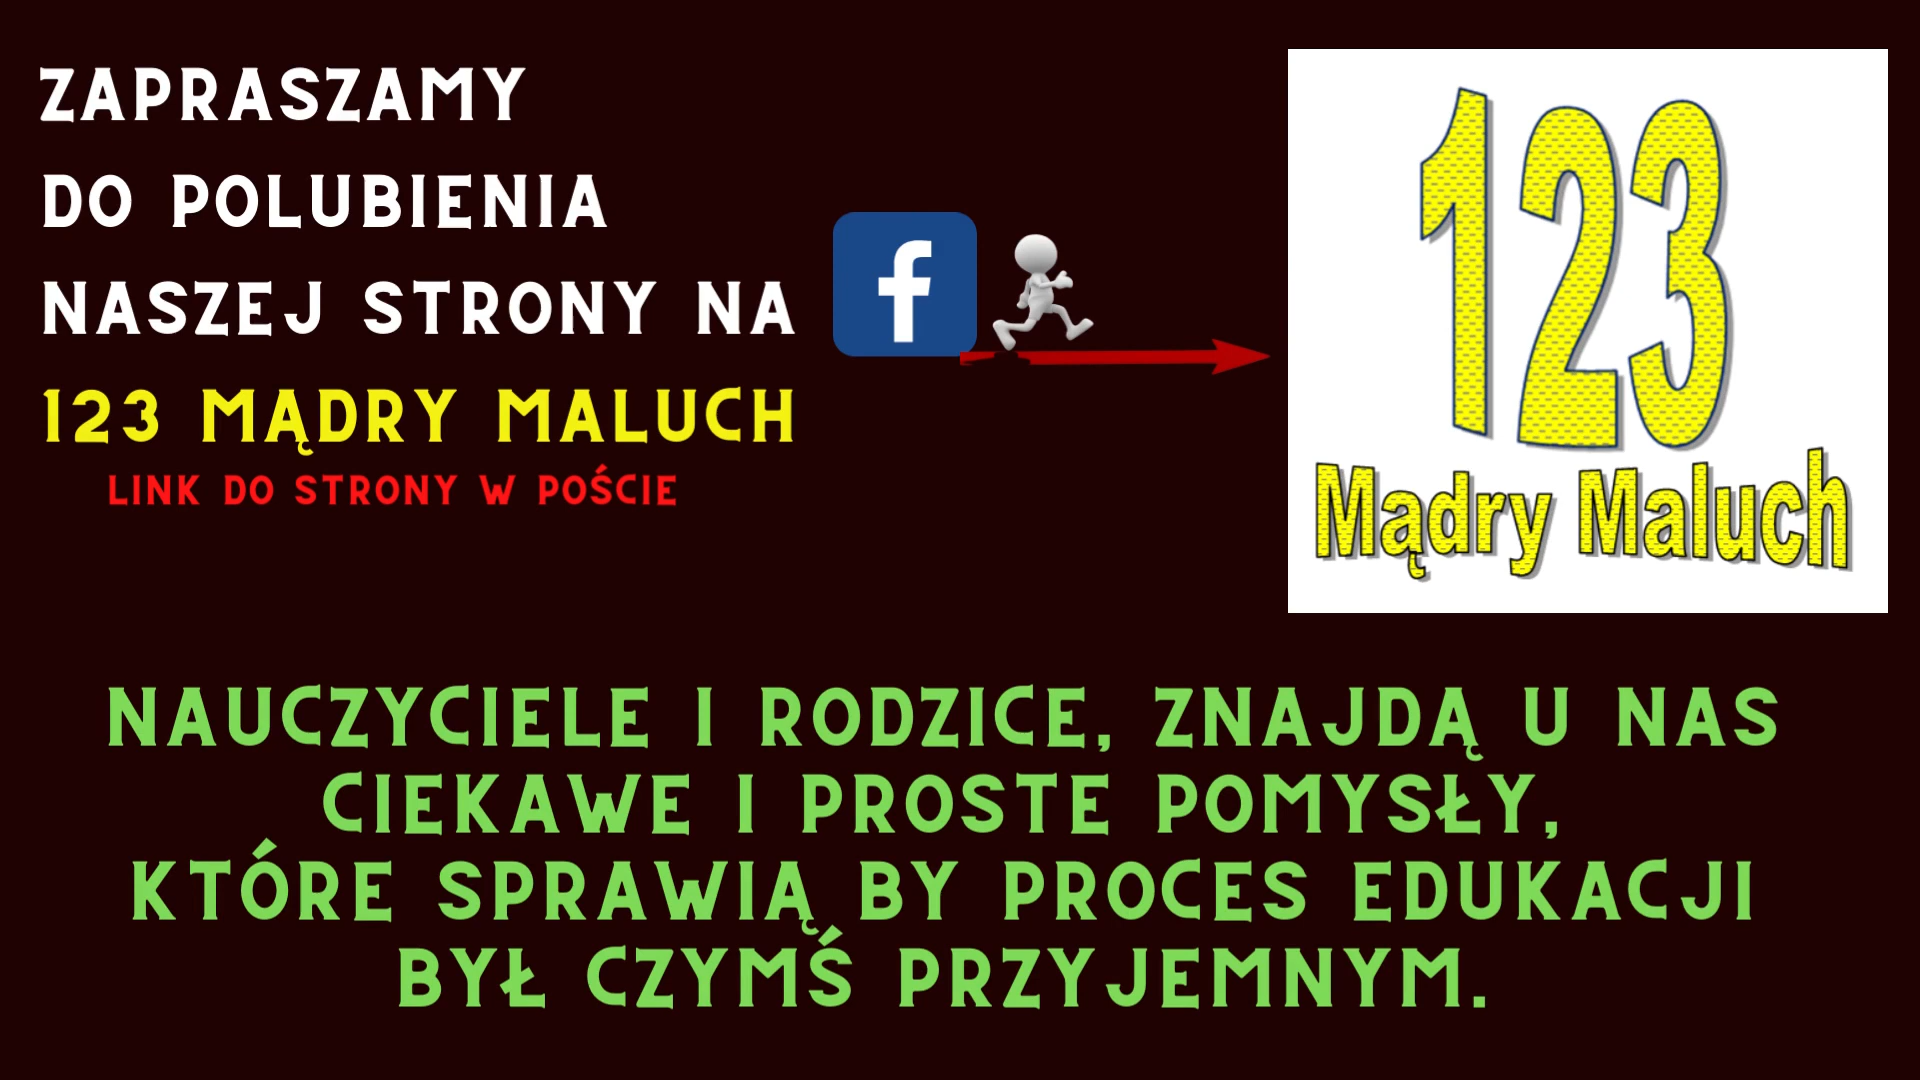 ZAPRASZAMY
DO POLUBIENIA
NASZEJ STRONY NA
f
123 MĄDRY MALUCH
LINK DO STRONY W POŚCIE
123
Mądry Maluch
NAUCZYCIELE I RODZICE, ZNAJDĄ U NAS
CIEKAWE I PROSTE POMYSŁY,
KTÓRE SPRAWIĄ BY PROCES EDUKACJI
BYŁ CZYMŚ PRZYJEMNYM.